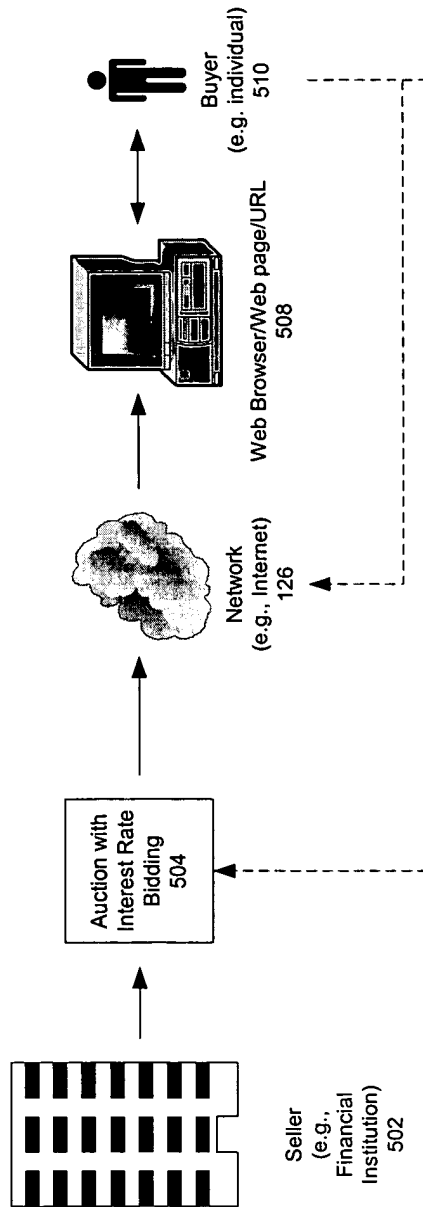 Seller
(e.g.,
Financial
Institution)
502
Auction with
Interest Rate
Bidding
504
Network
(e.g., Internet)
126
Web Browser/Web page/URL
508
Buyer
(e.g. individual)
510